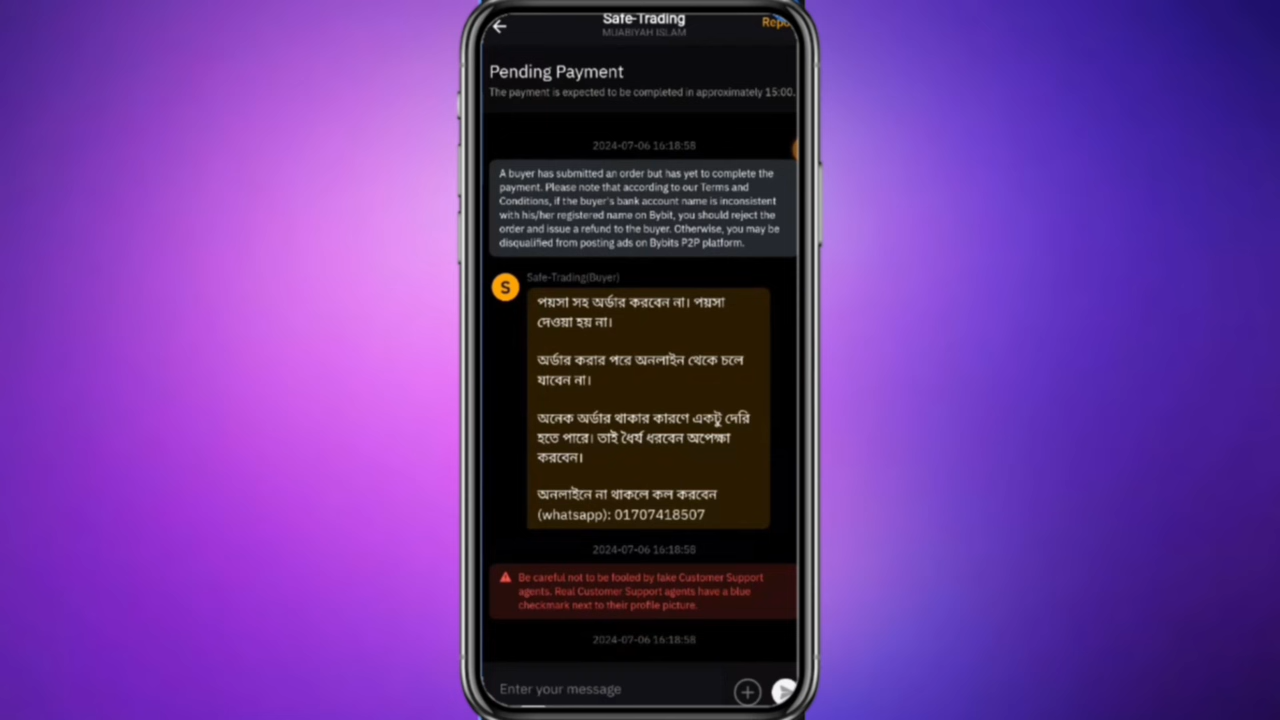 Safe-Trading
MUABIYAH ISLAM
Pending Payment
The payment is expected to be completed in approximately 15:00.
2024-07-06 16:18:58
A buyer has submitted an order but has yet to complete the
payment. Please note that according to our Terms and
Conditions, if the buyer's bank account name is inconsistent
with his/her registered name on Bybit, you should reject the
order and issue a refund to the buyer. Otherwise, you may be
disqualified from posting ads on Bybits P2P platform.
Safe-Trading(Buyer)
S
পয়সা সহ অর্ডার করবেন না। পয়সা
দেওয়া হয় না।
অর্ডার করার পরে অনলাইন থেকে চলে
যাবেন না।
অনেক অর্ডার থাকার কারণে একটু দেরি
হতে পারে। তাই ধৈর্য ধরবেন অপেক্ষা
করবেন।
অনলাইনে না থাকলে কল করবেন
(whatsapp): 01707418507
2024-07-06 16:18:58
Be careful not to be fooled by fake Customer Support
agents. Real Customer Support agents have a blue
checkmark next to their profile picture.
2024-07-06 16:18:58
Enter your message